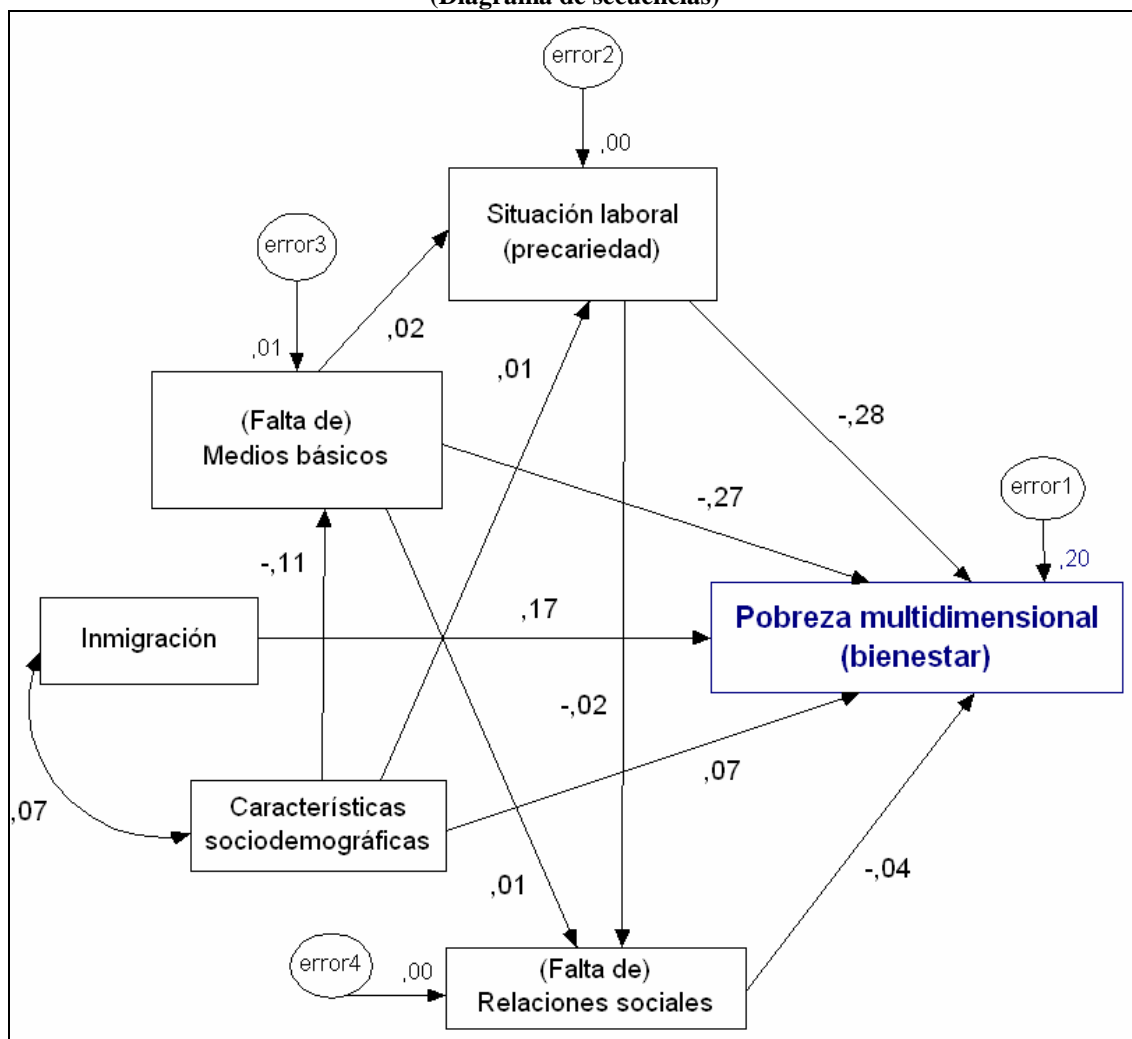 (Diagrama de secuencias)
error2
,00
Situación laboral
(precariedad)
error3
,01
,02
,01
(Falta de)
Medios básicos
-,28
-,27
error1
,20
-,11
Inmigración
,17
Pobreza multidimensional
(bienestar)
-,02
,07
Características
sociodemográficas
,07
,01
-,04
error4
,00
(Falta de)
Relaciones sociales